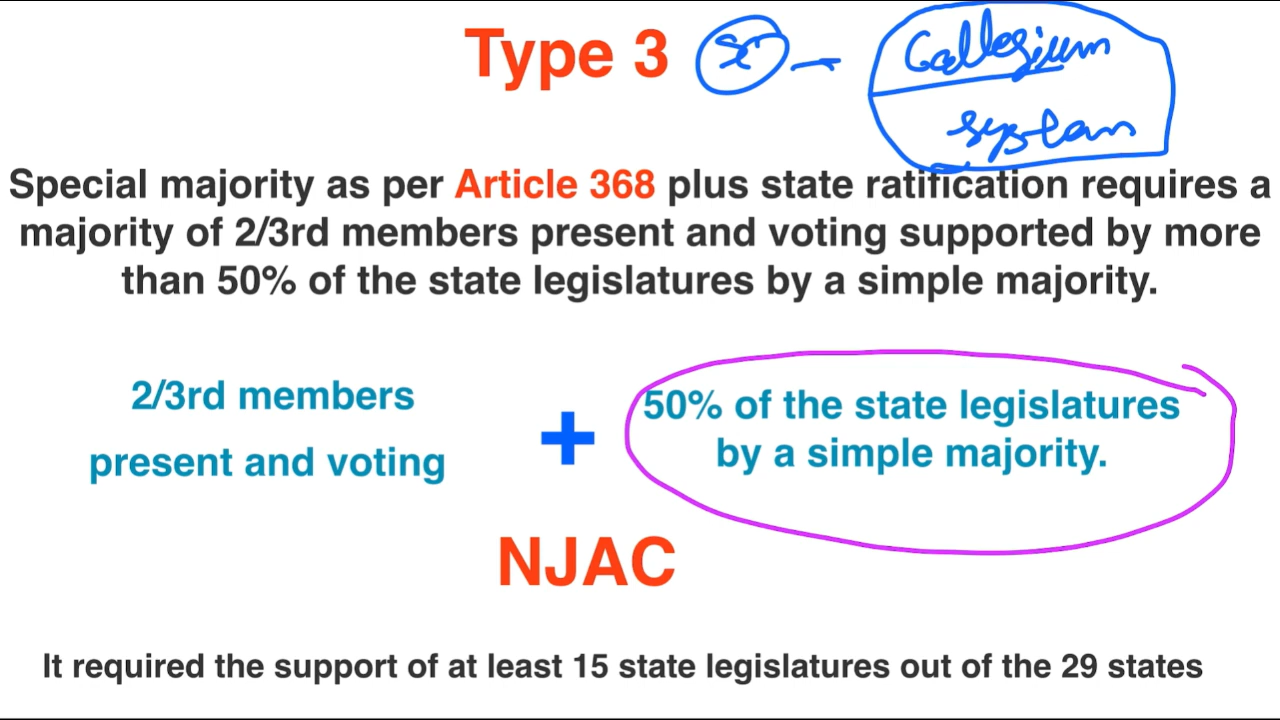 Type 3 SC - Collegium
system
Special majority as per Article 368 plus state ratification requires a
majority of 2/3rd members present and voting supported by more
than 50% of the state legislatures by a simple majority.
2/3rd members
present and voting
+
50% of the state legislatures
by a simple majority.
NJAC
It required the support of at least 15 state legislatures out of the 29 states